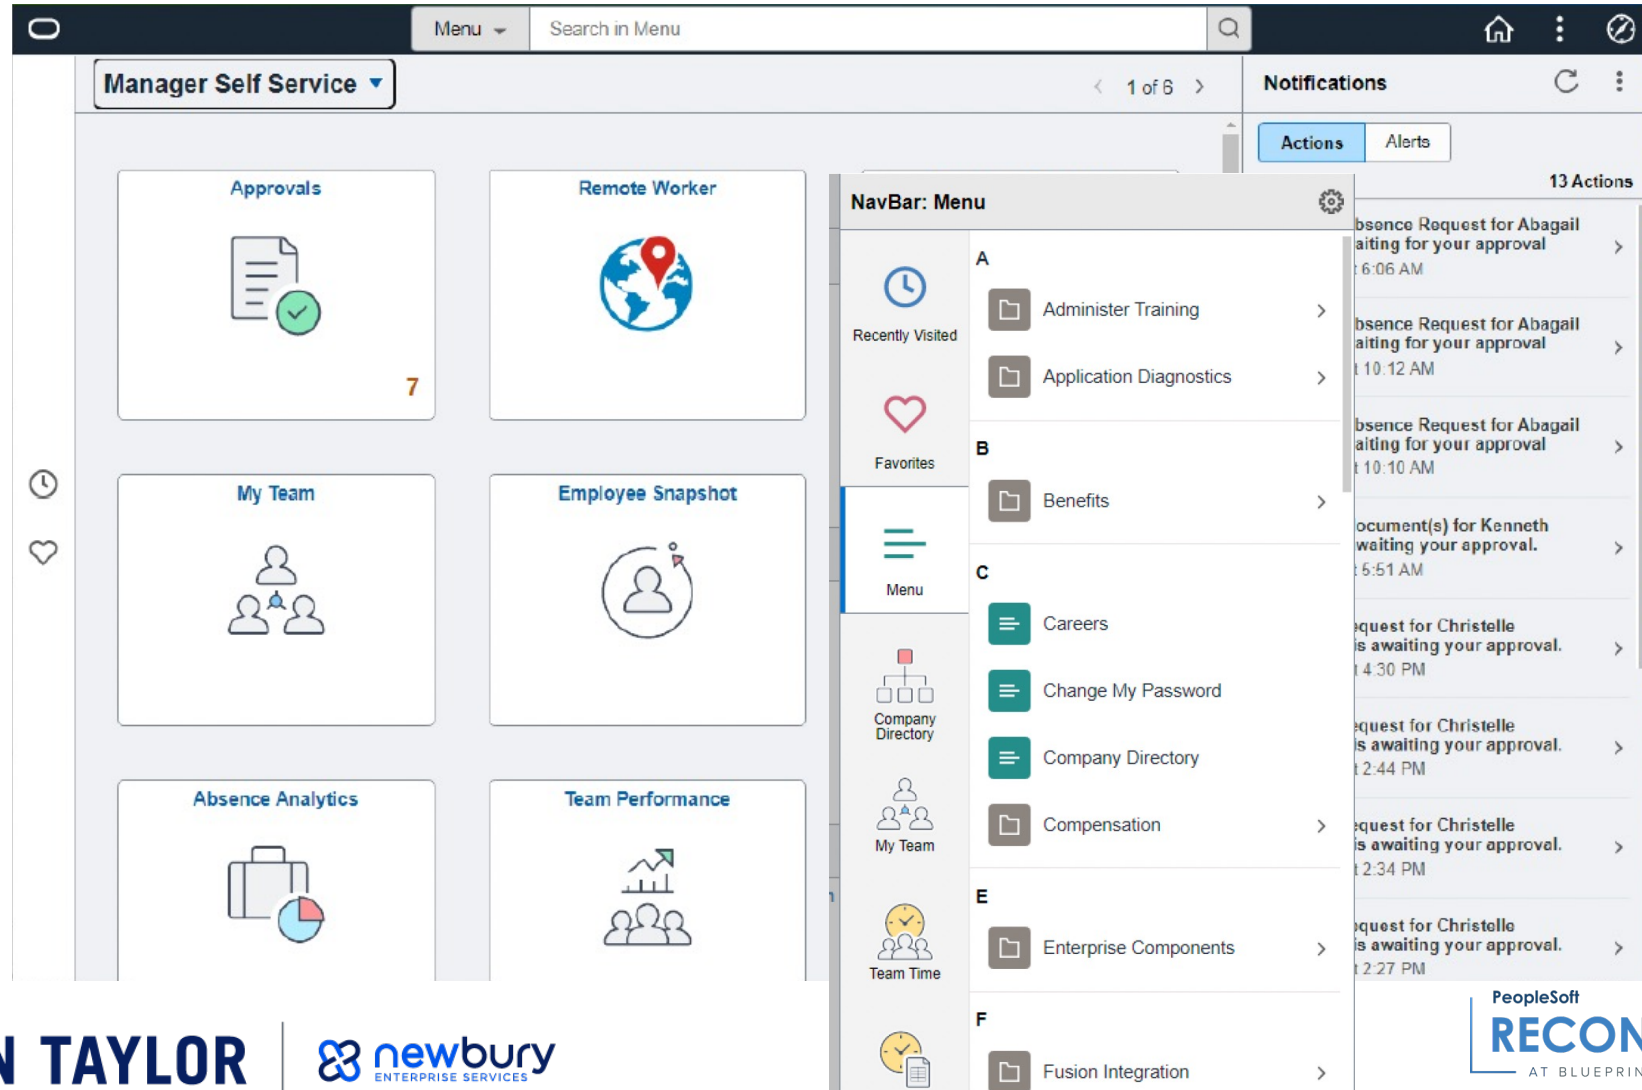 Menu
Search in Menu
Manager Self Service
1 of 6
Notifications
Actions
Alerts
13 Actions
Approvals
7
Remote Worker
My Team
Employee Snapshot
Absence Analytics
Team Performance
NavBar: Menu
Recently Visited
Favorites
Menu
Company
Directory
My Team
Team Time
A
Administer Training
Application Diagnostics
B
Benefits
C
Careers
Change My Password
Company Directory
Compensation
E
Enterprise Components
F
Fusion Integration
bsence Request for Abagail
aiting for your approval
t 6:06 AM
bsence Request for Abagail
aiting for your approval
t 10:12 AM
bsence Request for Abagail
aiting for your approval
t 10:10 AM
ocument(s) for Kenneth
waiting your approval.
t 5:51 AM
equest for Christelle
is awaiting your approval.
t 4:30 PM
equest for Christelle
is awaiting your approval.
t 2:44 PM
equest for Christelle
is awaiting your approval.
t 2:34 PM
equest for Christelle
is awaiting your approval.
t 2:27 PM
N TAYLOR
newbury
ENTERPRISE SERVICES
PeopleSoft
RECON
AT BLUEPRIN